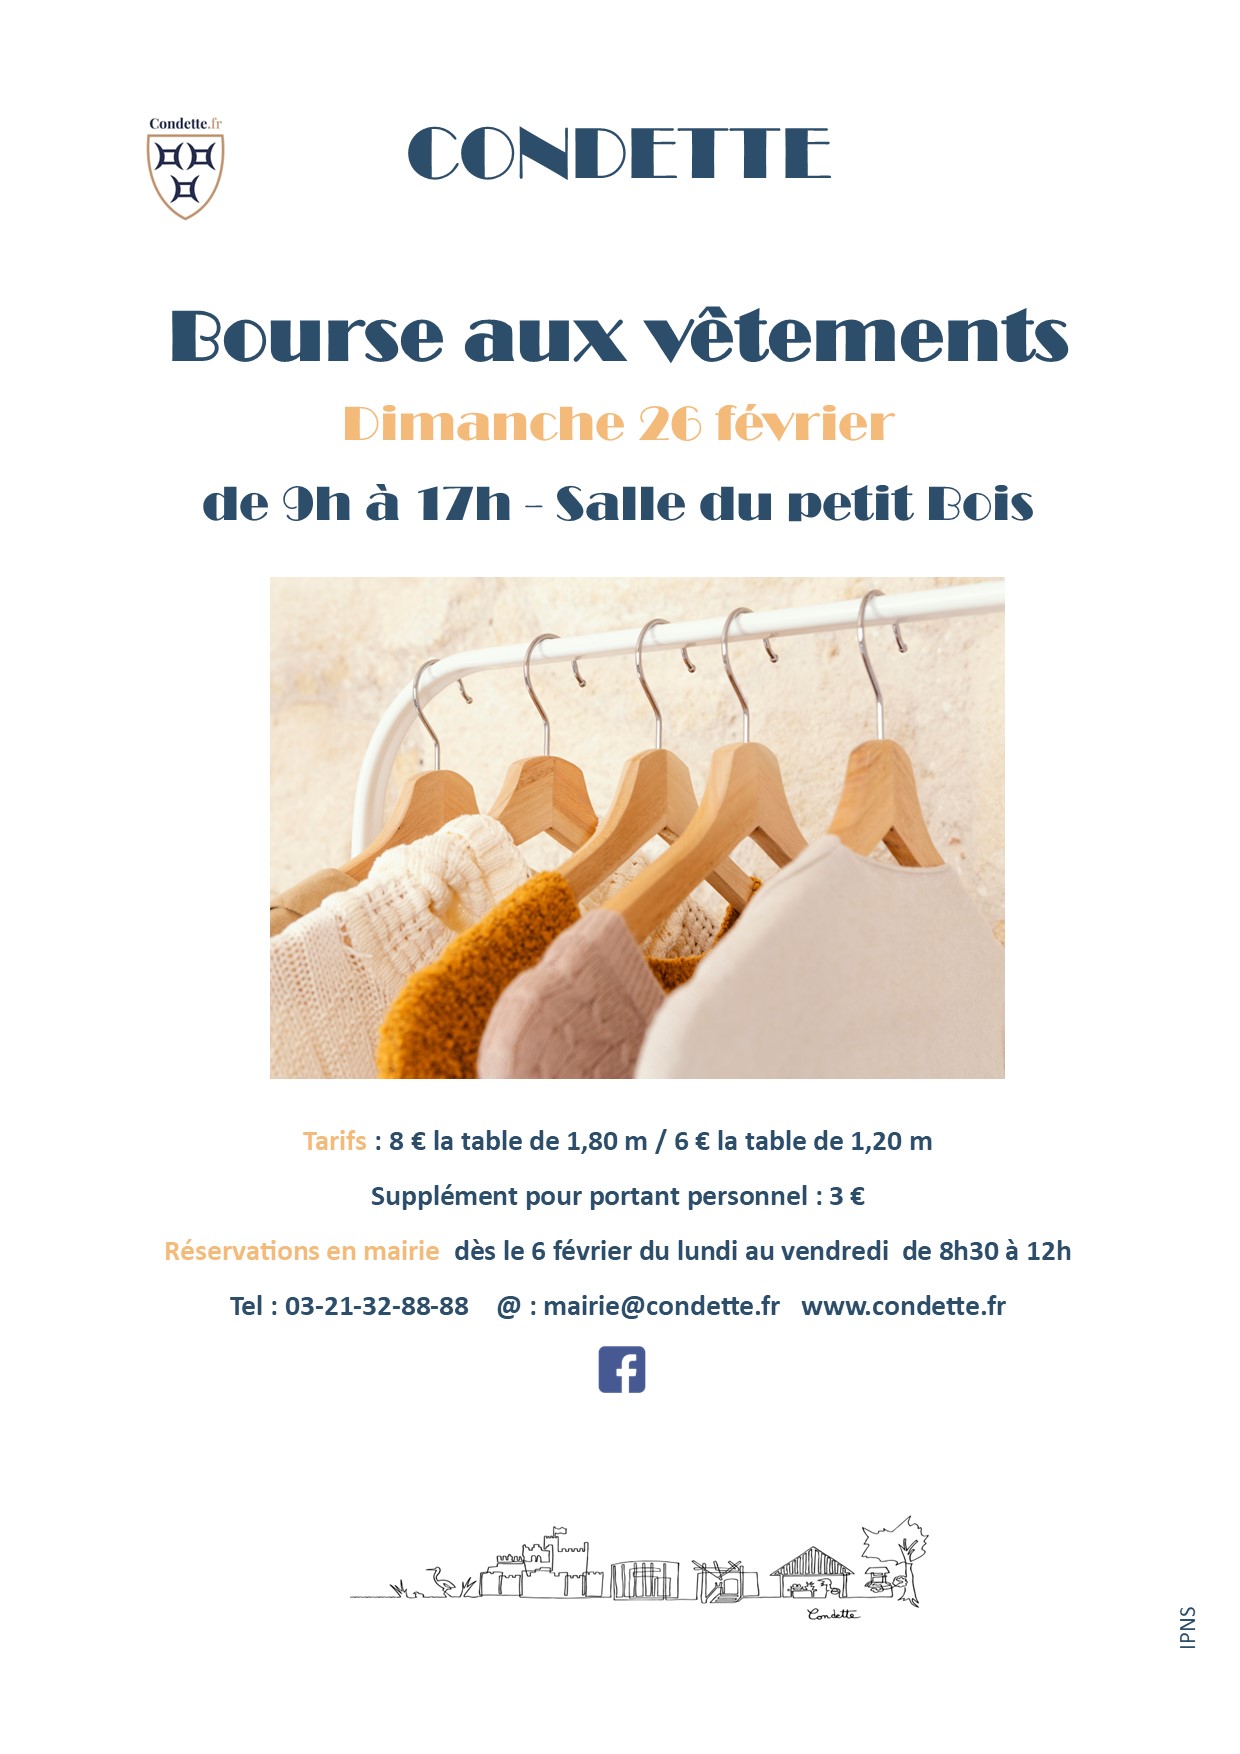 Condette.fr
CONDETTE
Bourse aux vêtements
Dimanche 26 février
de 9h à 17h - Salle du petit Bois
Tarifs : 8 € la table de 1,80 m / 6 € la table de 1,20 m
Supplément pour portant personnel : 3 €
Réservations en mairie dès le 6 février du lundi au vendredi de 8h30 à 12h
Tel : 03-21-32-88-88 @ : mairie@condette.fr www.condette.fr
f
Condette
IPNS